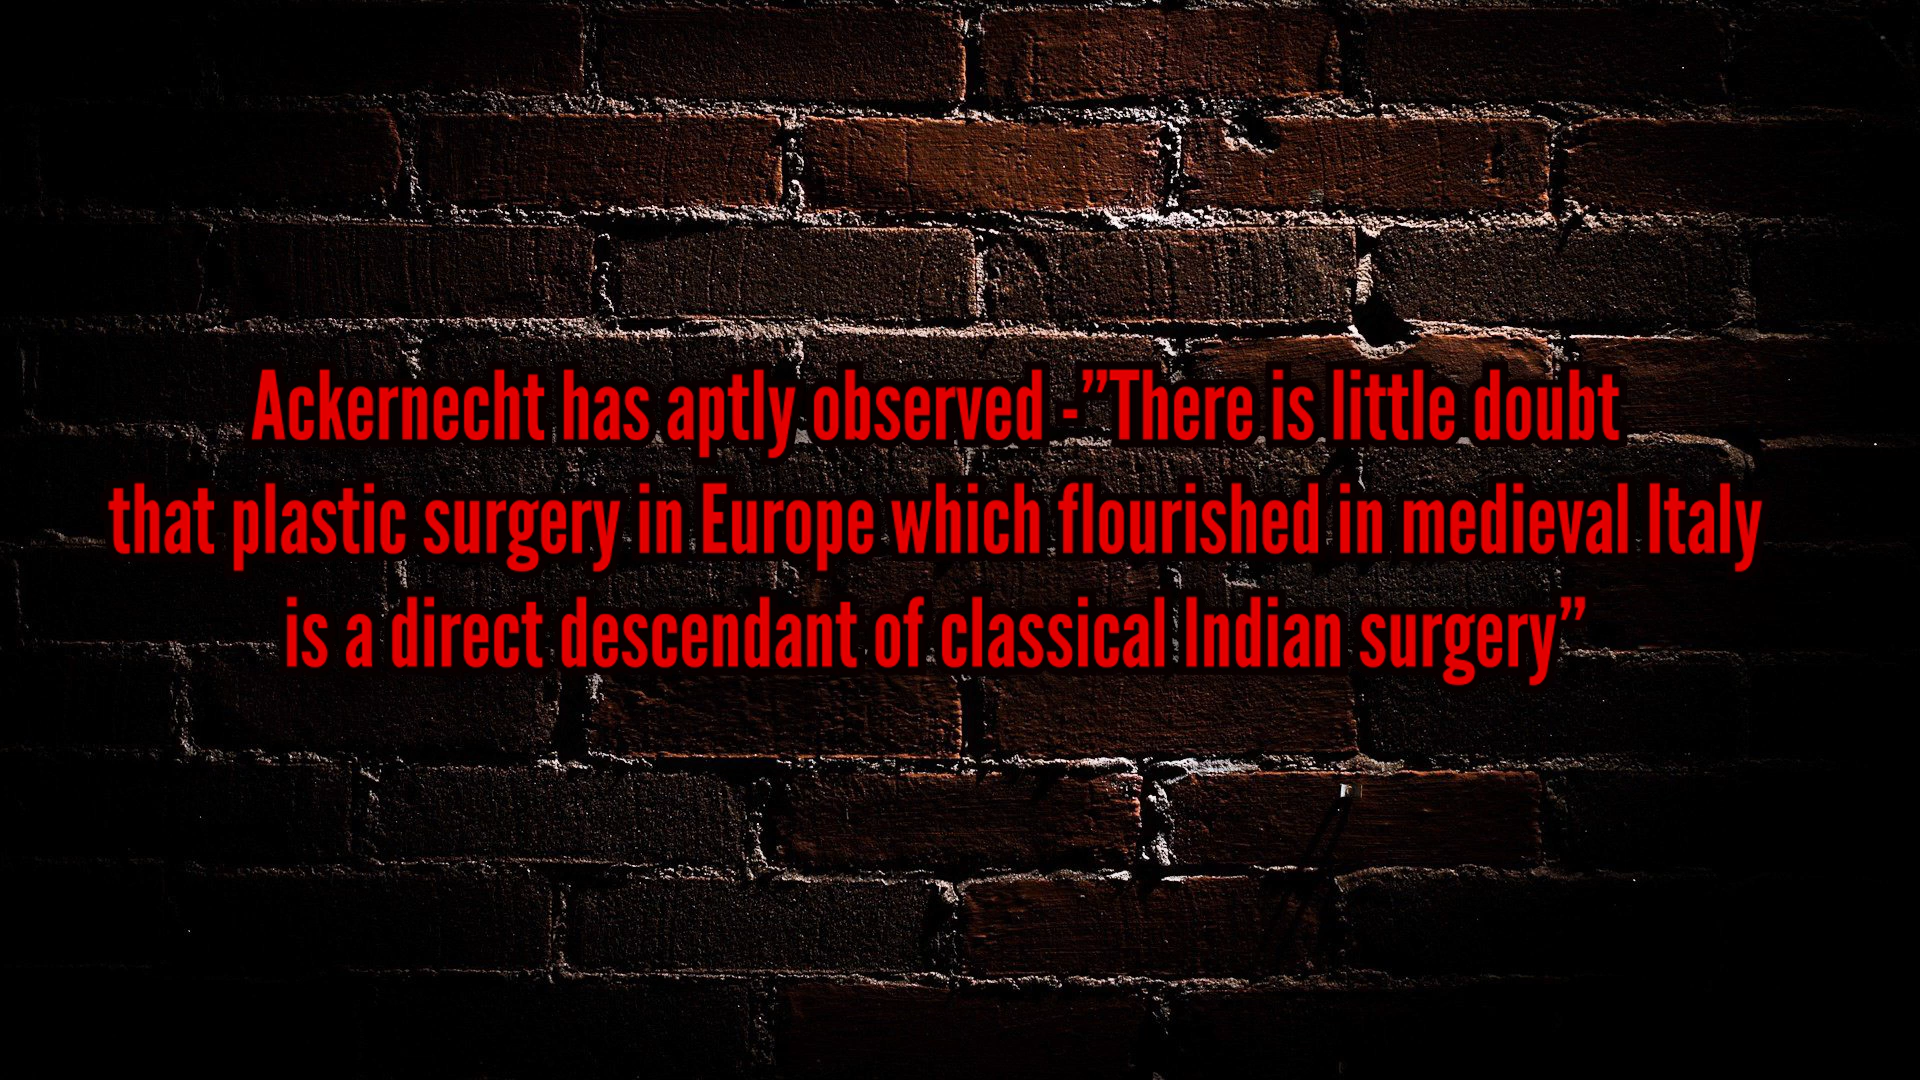 Ackernecht has aptly observed -”There is little doubt
that plastic surgery in Europe which flourished in medieval Italy
is a direct descendant of classical Indian surgery”